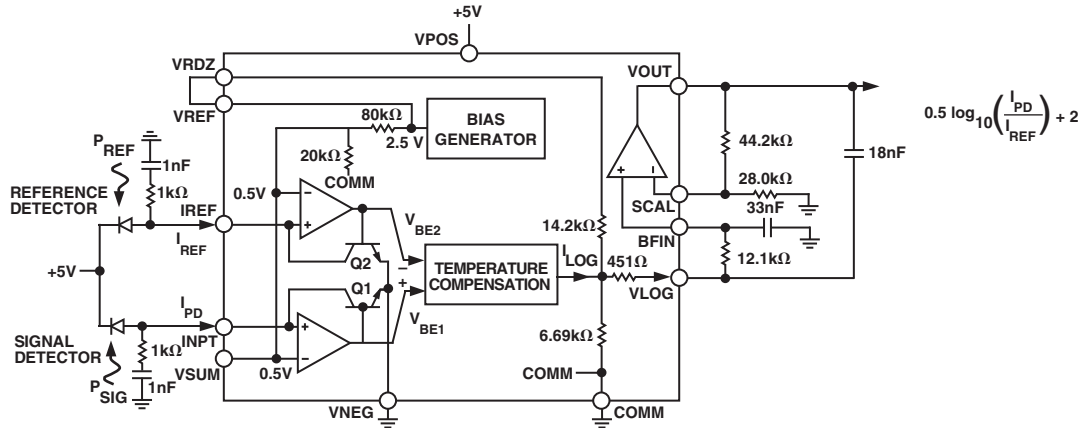 +5V
VPOS
VRDZ
VREF
80kΩ
2.5 V
BIAS
GENERATOR
20kΩ
COMM
0.5V
PREF
1nF
1kΩ
REFERENCE
DETECTOR
IREF
IREF
+5V
VBE2
Q2
Q1
VBE1
TEMPERATURE
COMPENSATION
–
+
ILOG
14.2kΩ
451Ω
VLOG
6.69kΩ
COMM
COMM
IPD
INPT
SIGNAL
DETECTOR
1kΩ
VSUM
0.5V
PSIG
1nF
VNEG
VOUT
44.2kΩ
18nF
28.0kΩ
SCAL
33nF
BFIN
12.1kΩ
+ –
– +
+ –
0.5 log10(IPD/IREF) + 2